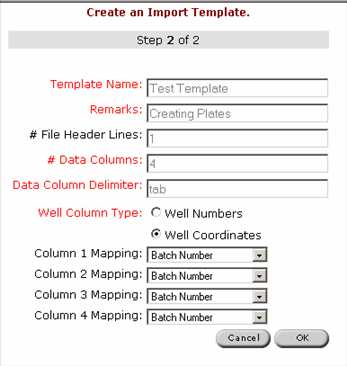 Create an Import Template.
Step 2 of 2
Template Name: Test Template
Remarks: Creating Plates
# File Header Lines: 1
# Data Columns: 4
Data Column Delimiter: tab
Well Column Type: Well Numbers
Well Coordinates
Column 1 Mapping: Batch Number
Column 2 Mapping: Batch Number
Column 3 Mapping: Batch Number
Column 4 Mapping: Batch Number
Cancel OK